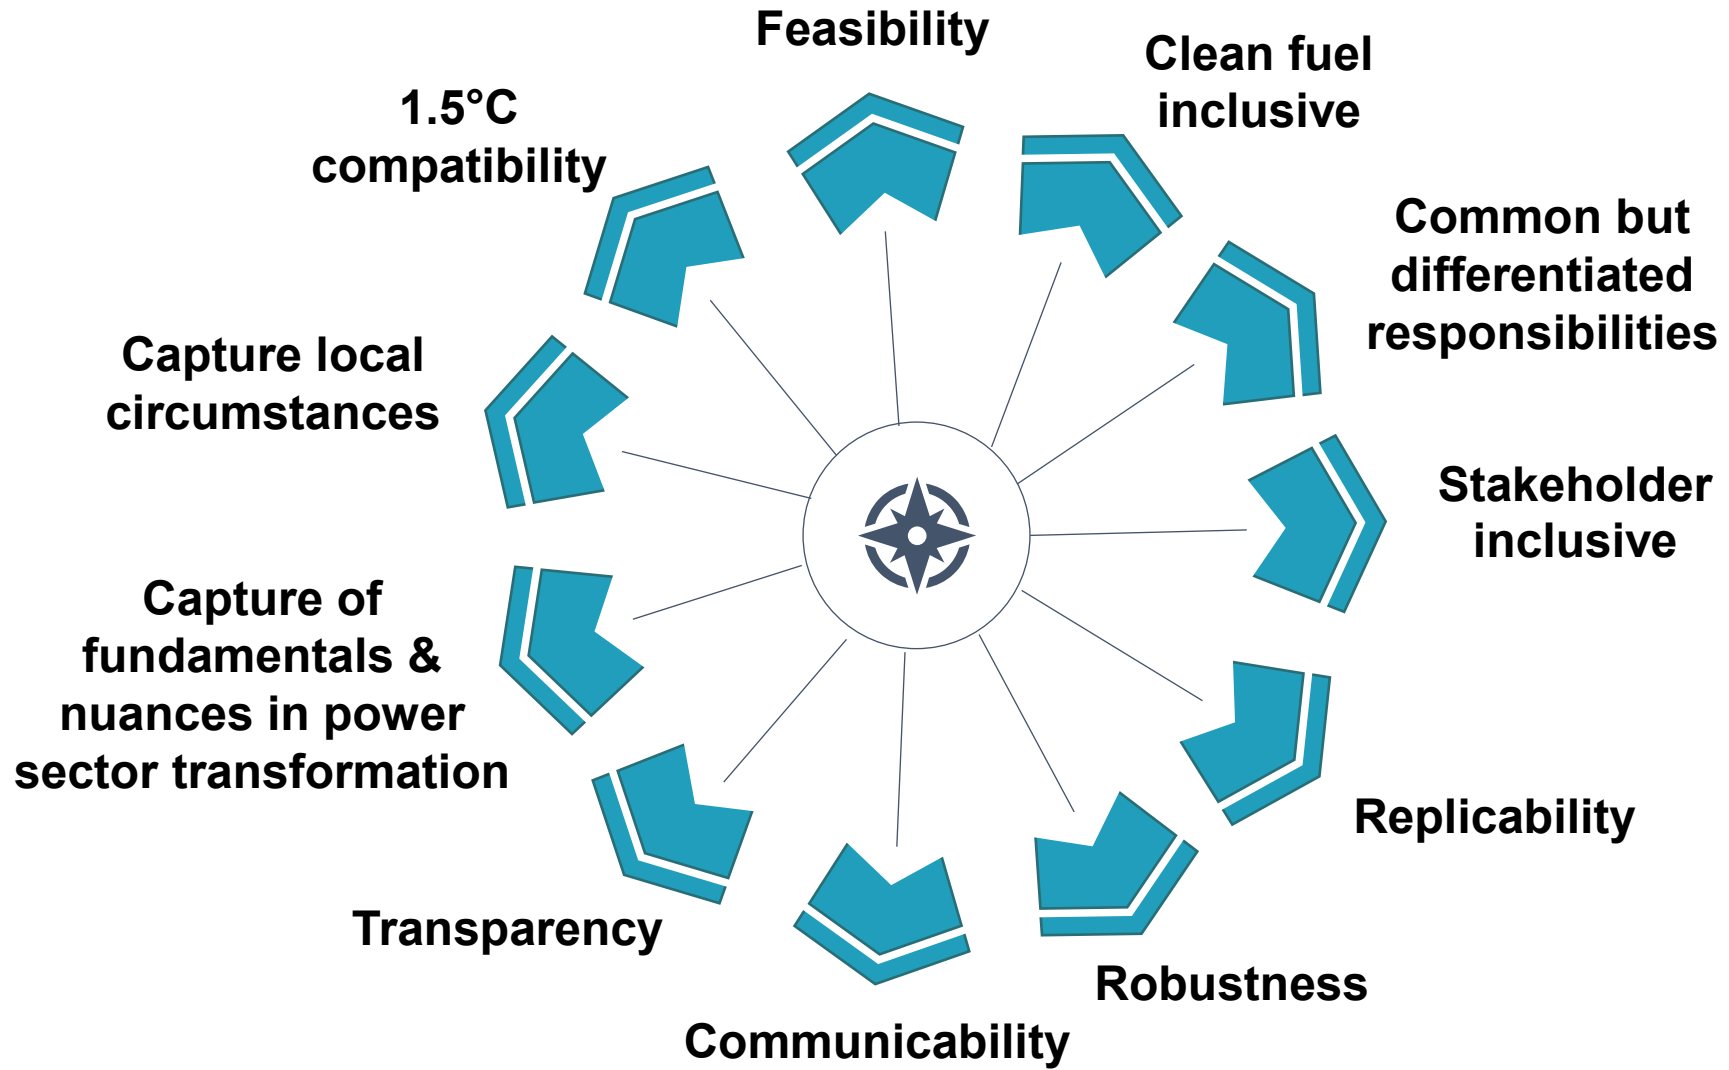 Feasibility
Clean fuel
inclusive
Common but
differentiated
responsibilities
Stakeholder
inclusive
Replicability
Robustness
Communicability
Transparency
Capture of
fundamentals &
nuances in power
sector transformation
Capture local
circumstances
1.5°C
compatibility